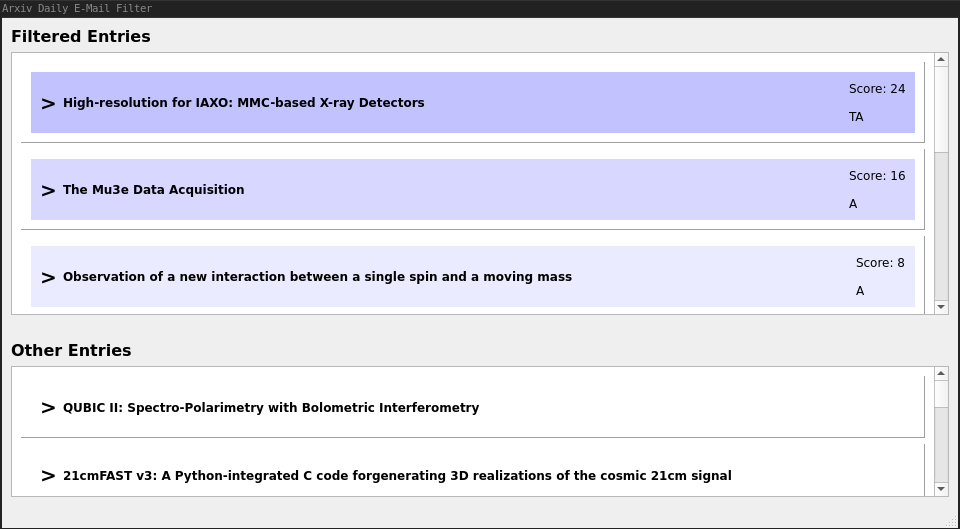 Arxiv Daily E-Mail Filter
Filtered Entries
> High-resolution for IAXO: MMC-based X-ray Detectors
Score: 24
TA
> The Mu3e Data Acquisition
Score: 16
A
> Observation of a new interaction between a single spin and a moving mass
Score: 8
A
Other Entries
> QUBIC II: Spectro-Polarimetry with Bolometric Interferometry
> 21cmFAST v3: A Python-integrated C code forgenerating 3D realizations of the cosmic 21cm signal